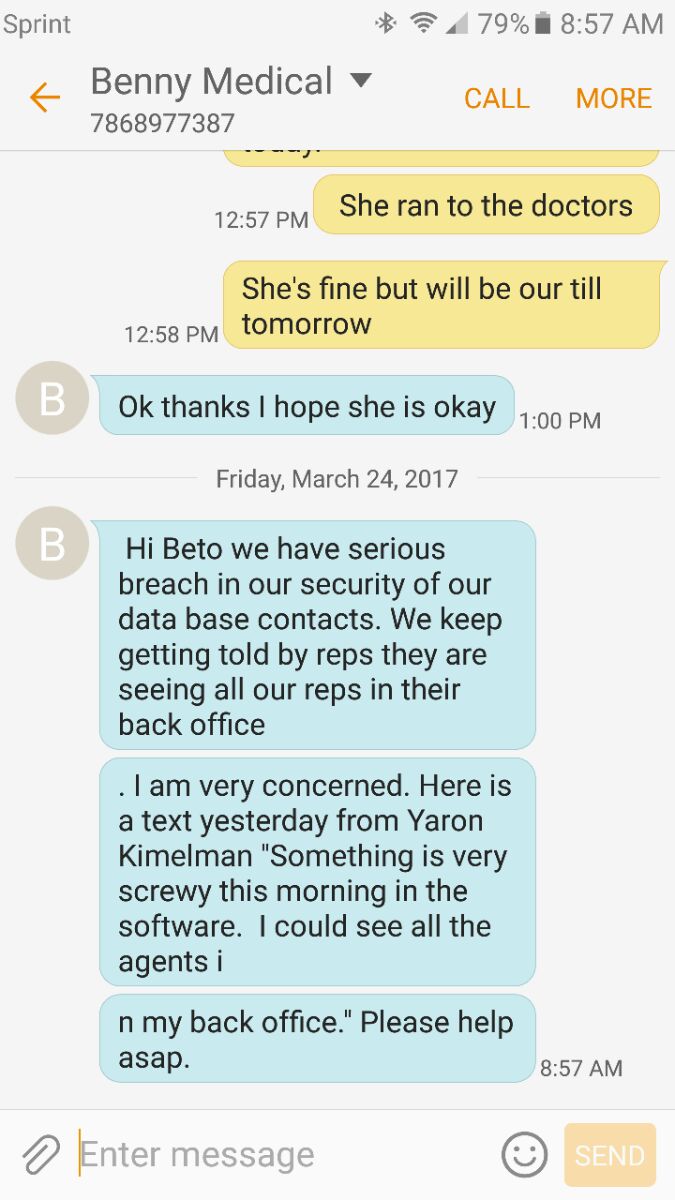 Sprint 79% 8:57 AM
Benny Medical
7868977387
CALL MORE
today.
She ran to the doctors
12:57 PM
She's fine but will be our till
tomorrow
12:58 PM
B
Ok thanks I hope she is okay
1:00 PM
Friday, March 24, 2017
B
Hi Beto we have serious
breach in our security of our
data base contacts. We keep
getting told by reps they are
seeing all our reps in their
back office
. I am very concerned. Here is
a text yesterday from Yaron
Kimelman "Something is very
screwy this morning in the
software.  I could see all the
agents i
n my back office." Please help
asap.
8:57 AM
Enter message
SEND